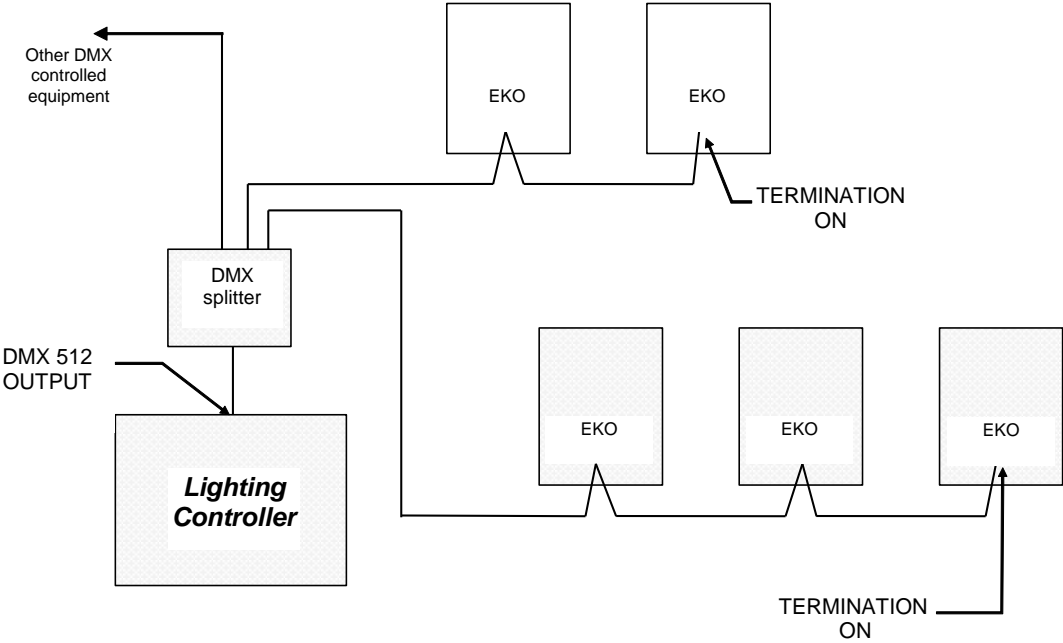 Other DMX
controlled
equipment
EKO
EKO
TERMINATION
ON
DMX
splitter
DMX 512
OUTPUT
Lighting
Controller
EKO
EKO
EKO
TERMINATION
ON